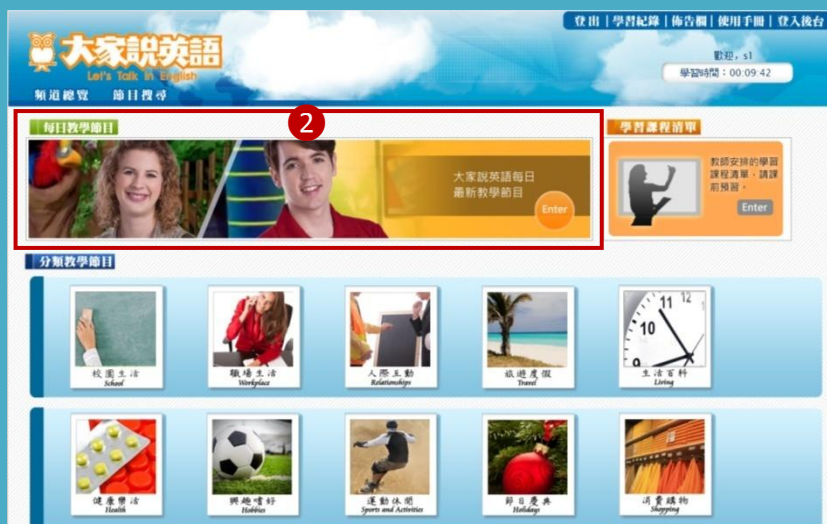 登出 | 學習紀錄 | 佈告欄 | 使用手冊 | 登入後台
大家說英語
Let's Talk in English
歡迎, s1
學習時間：00:09:42
頻道總覽 節目搜尋
每日教學節目
2
大家說英語每日
最新教學節目
Enter
學習課程清單
教師安排的學習
課程清單，請課
前預習。
Enter
分類教學節目
校園生活
School
職場生活
Workplace
人際互動
Relationships
旅遊度假
Travel
11 12
10
9
生活百科
Living
健康樂活
Health
興趣嗜好
Hobbies
運動休閒
Sports and Activities
節日慶典
Holidays
消費購物
Shopping